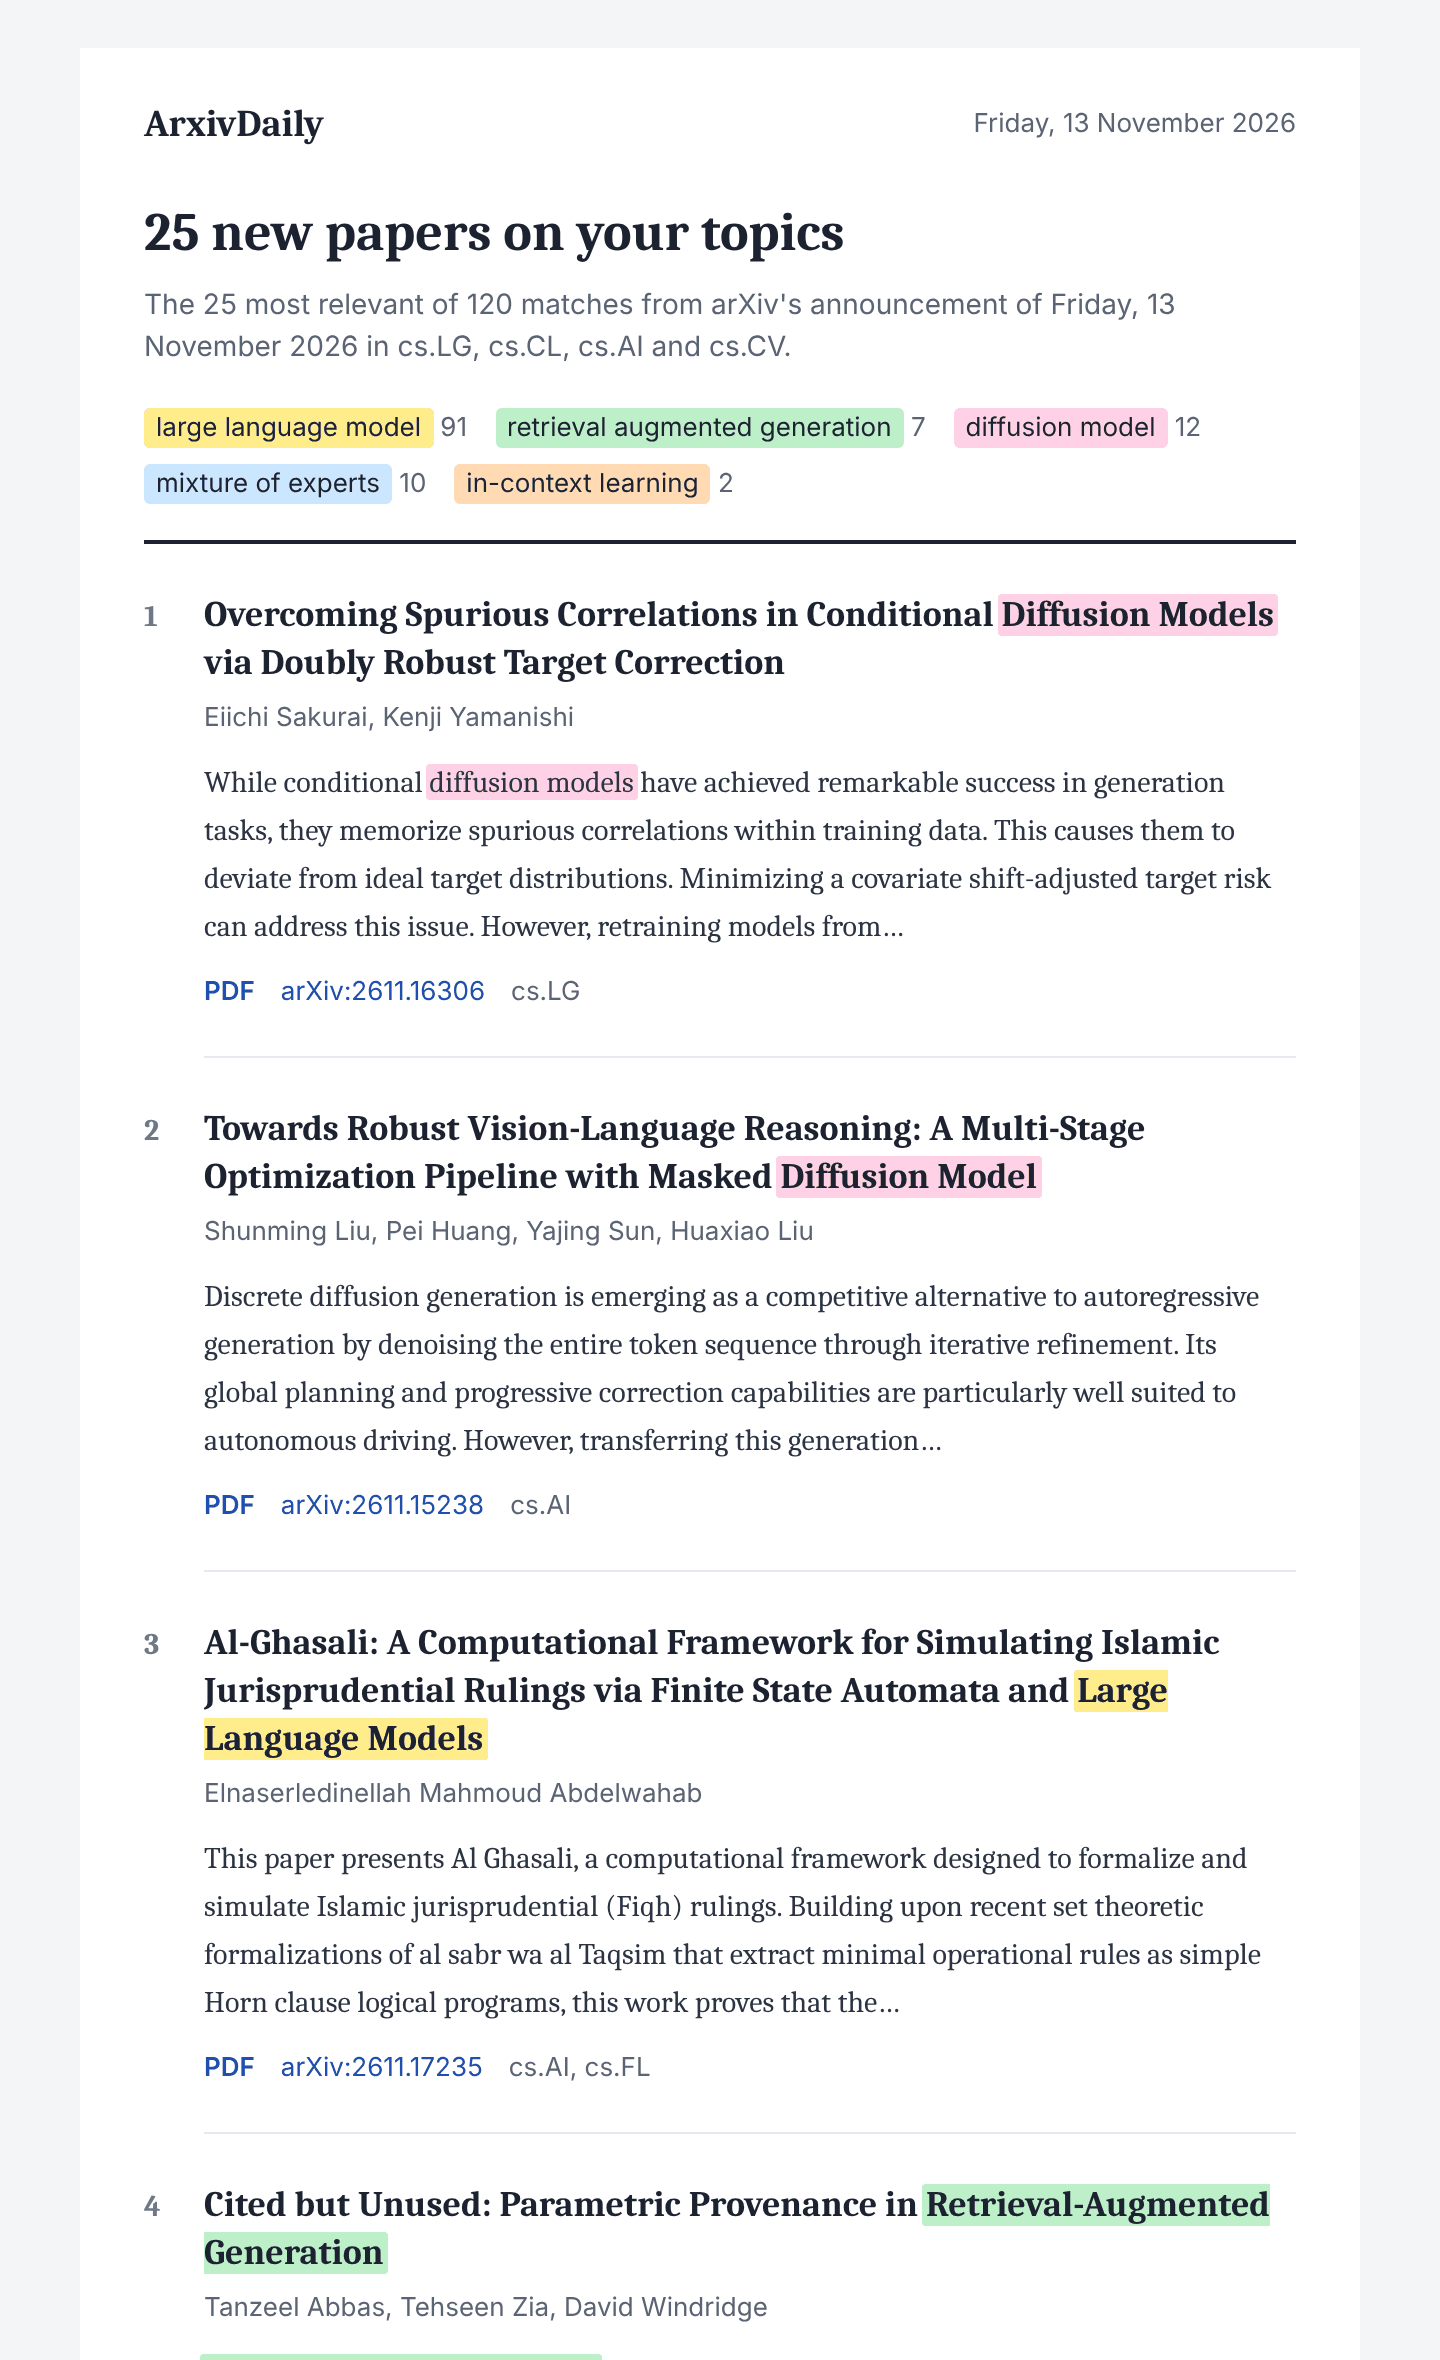 ArxivDaily
Friday, 13 November 2026
25 new papers on your topics
The 25 most relevant of 120 matches from arXiv's announcement of Friday, 13
November 2026 in cs.LG, cs.CL, cs.AI and cs.CV.
large language model 91 retrieval augmented generation 7 diffusion model 12
mixture of experts 10 in-context learning 2
1 Overcoming Spurious Correlations in Conditional Diffusion Models
via Doubly Robust Target Correction
Eiichi Sakurai, Kenji Yamanishi
While conditional diffusion models have achieved remarkable success in generation
tasks, they memorize spurious correlations within training data. This causes them to
deviate from ideal target distributions. Minimizing a covariate shift-adjusted target risk
can address this issue. However, retraining models from…
PDF arXiv:2611.16306 cs.LG
2 Towards Robust Vision-Language Reasoning: A Multi-Stage
Optimization Pipeline with Masked Diffusion Model
Shunming Liu, Pei Huang, Yajing Sun, Huaxiao Liu
Discrete diffusion generation is emerging as a competitive alternative to autoregressive
generation by denoising the entire token sequence through iterative refinement. Its
global planning and progressive correction capabilities are particularly well suited to
autonomous driving. However, transferring this generation…
PDF arXiv:2611.15238 cs.AI
3 Al-Ghasali: A Computational Framework for Simulating Islamic
Jurisprudential Rulings via Finite State Automata and Large
Language Models
Elnaserledinellah Mahmoud Abdelwahab
This paper presents Al Ghasali, a computational framework designed to formalize and
simulate Islamic jurisprudential (Fiqh) rulings. Building upon recent set theoretic
formalizations of al sabr wa al Taqsim that extract minimal operational rules as simple
Horn clause logical programs, this work proves that the…
PDF arXiv:2611.17235 cs.AI, cs.FL
4 Cited but Unused: Parametric Provenance in Retrieval-Augmented
Generation
Tanzeel Abbas, Tehseen Zia, David Windridge